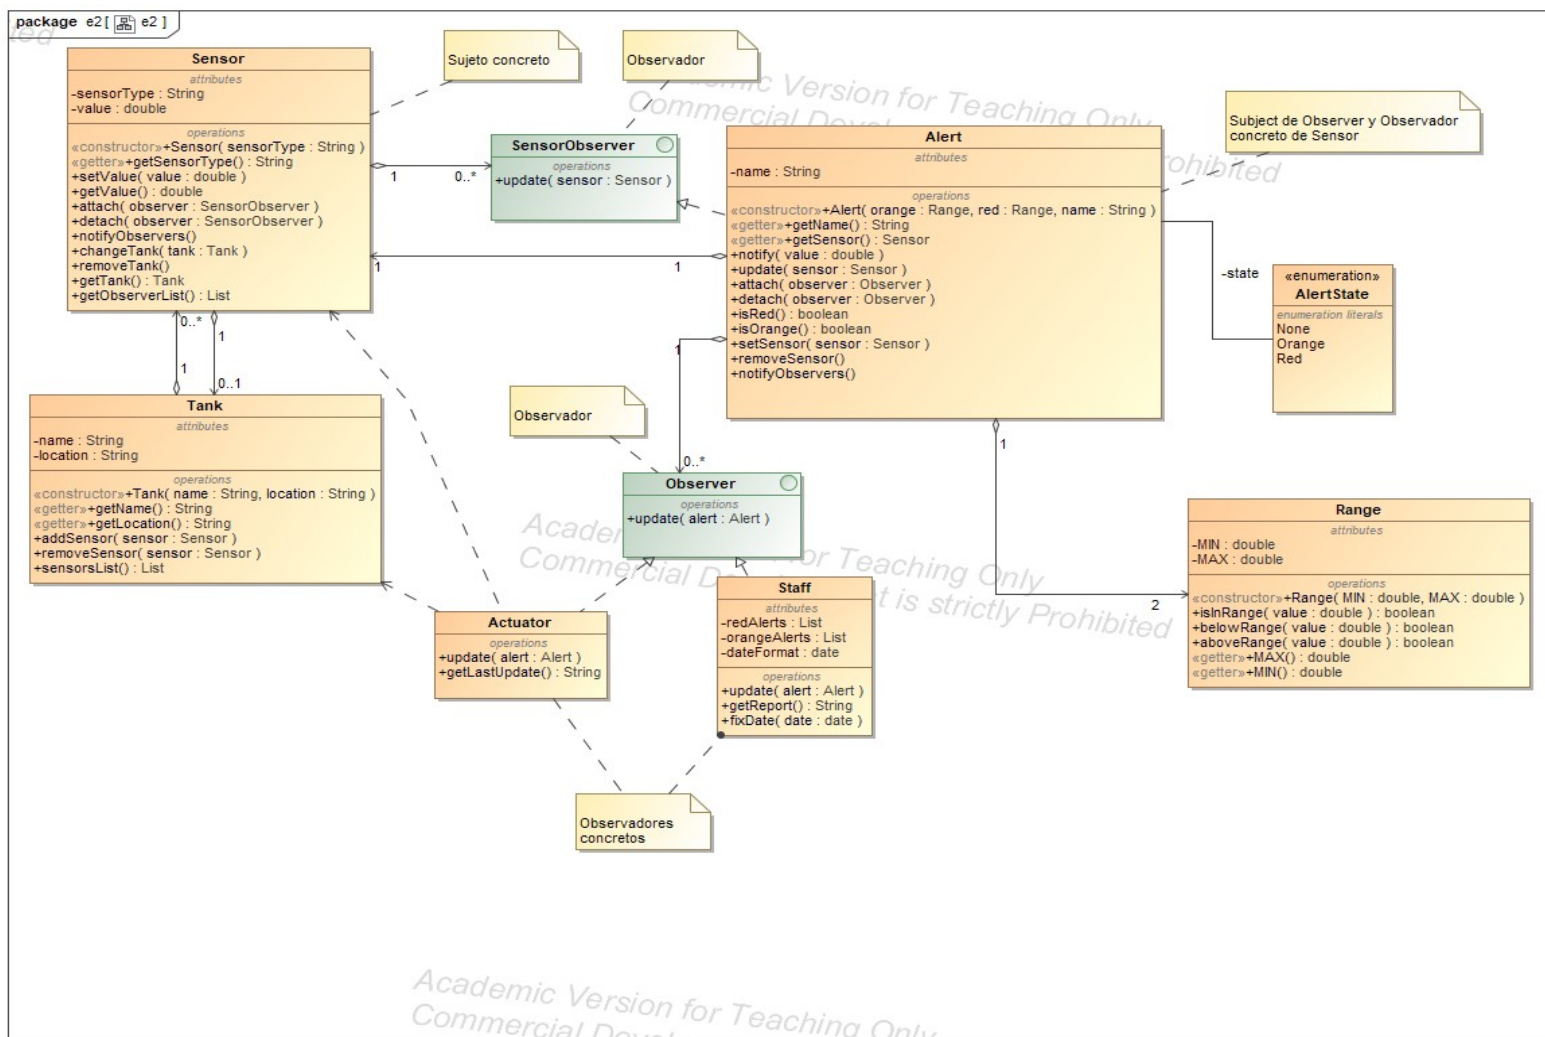 package e2 [ e2 ]
Sensor
attributes
-sensorType : String
-value : double
operations
«constructor»+Sensor( sensorType : String )
«getter»+getSensorType() : String
+setValue( value : double )
+getValue() : double
+attach( observer : SensorObserver )
+detach( observer : SensorObserver )
+notifyObservers()
+changeTank( tank : Tank )
+removeTank()
+getTank() : Tank
+getObserverList() : List
Sujeto concreto
Observador
SensorObserver
operations
+update( sensor : Sensor )
1
0..*
Alert
attributes
-name : String
operations
«constructor»+Alert( orange : Range, red : Range, name : String )
«getter»+getName() : String
«getter»+getSensor() : Sensor
+notify( value : double )
+update( sensor : Sensor )
+attach( observer : Observer )
+detach( observer : Observer )
+isRed() : boolean
+isOrange() : boolean
+setSensor( sensor : Sensor )
+removeSensor()
+notifyObservers()
Subject de Observer y Observador
concreto de Sensor
-state
«enumeration»
AlertState
enumeration literals
None
Orange
Red
1
1
0..*
1
1
0..1
Tank
attributes
-name : String
-location : String
operations
«constructor»+Tank( name : String, location : String )
«getter»+getName() : String
«getter»+getLocation() : String
+addSensor( sensor : Sensor )
+removeSensor( sensor : Sensor )
+sensorsList() : List
Observador
1
0..*
Observer
operations
+update( alert : Alert )
1
2
Range
attributes
-MIN : double
-MAX : double
operations
«constructor»+Range( MIN : double, MAX : double )
+isInRange( value : double ) : boolean
+belowRange( value : double ) : boolean
+aboveRange( value : double ) : boolean
«getter»+MAX() : double
«getter»+MIN() : double
Actuator
operations
+update( alert : Alert )
+getLastUpdate() : String
Staff
attributes
-redAlerts : List
-orangeAlerts : List
-dateFormat : date
operations
+update( alert : Alert )
+getReport() : String
+fixDate( date : date )
Observadores
concretos
Version for Teaching Only
Commercial
Prohibited
for Teaching Only
Commercial
is strictly Prohibited
Academic Version for Teaching Only
Commercial